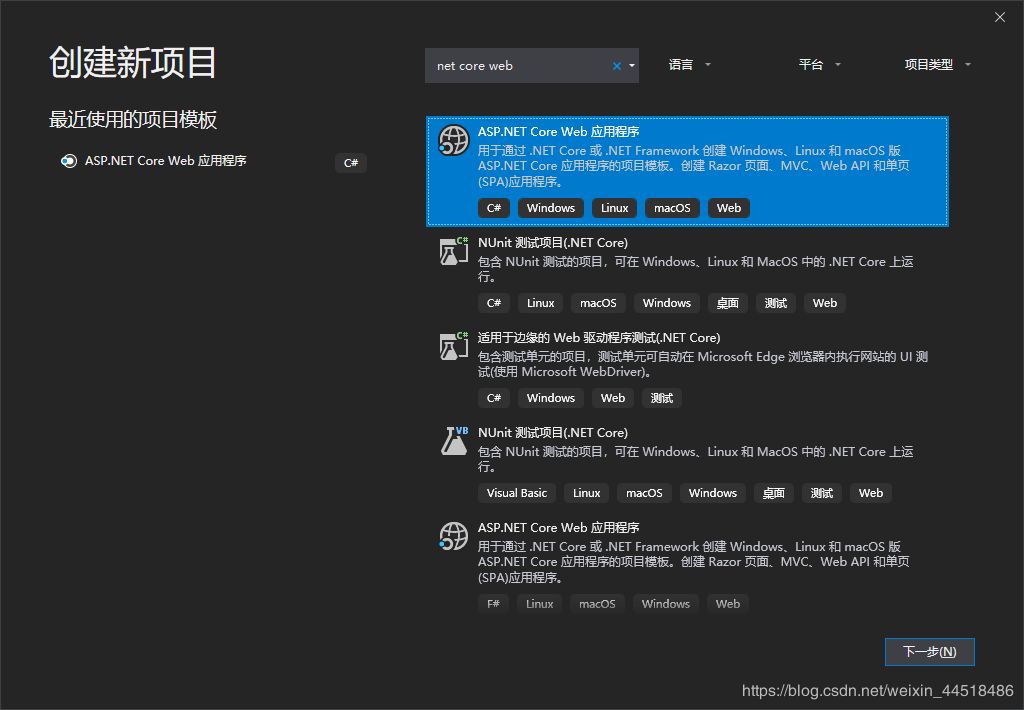 创建新项目
最近使用的项目模板
ASP.NET Core Web 应用程序
C#
net core web
语言
平台
项目类型
ASP.NET Core Web 应用程序
用于通过 .NET Core 或 .NET Framework 创建 Windows、Linux 和 macOS 版
ASP.NET Core 应用程序的项目模板。创建 Razor 页面、MVC、Web API 和单页
(SPA)应用程序。
C# Windows Linux macOS Web
C#
NUnit 测试项目(.NET Core)
包含 NUnit 测试的项目，可在 Windows、Linux 和 MacOS 中的 .NET Core 上运
行。
C# Linux macOS Windows 桌面 测试 Web
C#
适用于边缘的 Web 驱动程序测试(.NET Core)
包含测试单元的项目，测试单元可自动在 Microsoft Edge 浏览器内执行网站的 UI 测
试(使用 Microsoft WebDriver)。
C# Windows Web 测试
VB
NUnit 测试项目(.NET Core)
包含 NUnit 测试的项目，可在 Windows、Linux 和 MacOS 中的 .NET Core 上运
行。
Visual Basic Linux macOS Windows 桌面 测试 Web
ASP.NET Core Web 应用程序
用于通过 .NET Core 或 .NET Framework 创建 Windows、Linux 和 macOS 版
ASP.NET Core 应用程序的项目模板。创建 Razor 页面、MVC、Web API 和单页
(SPA)应用程序。
F# Linux macOS Windows Web
下一步(N)
https://blog.csdn.net/weixin_44518486